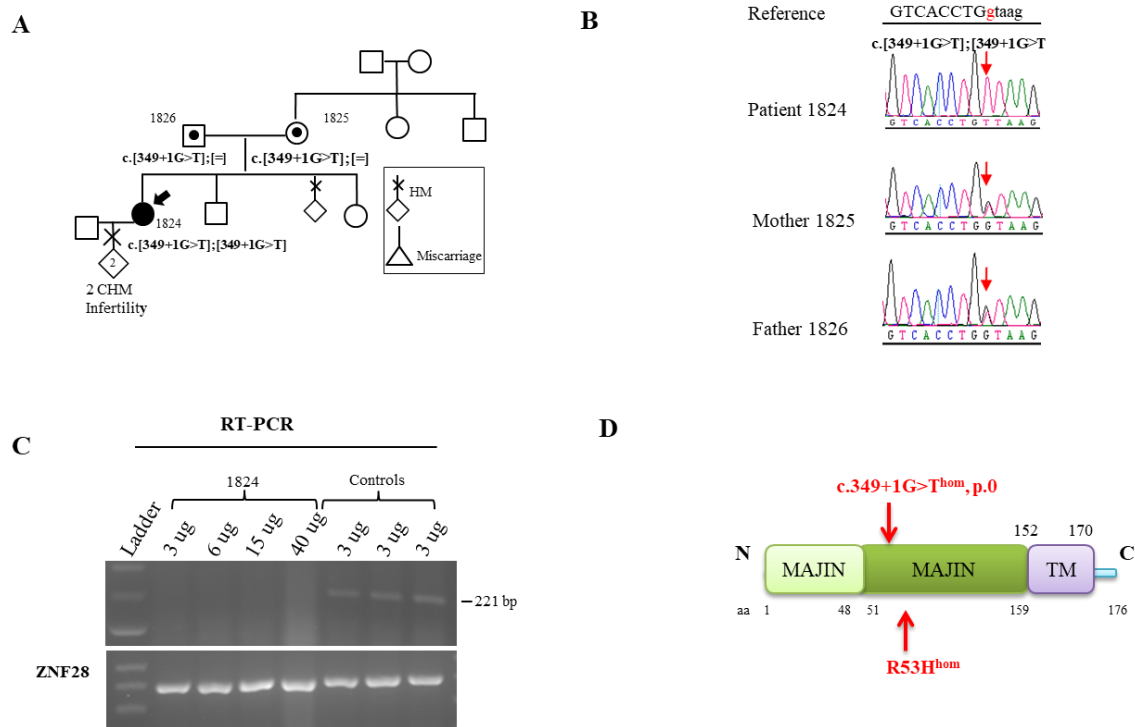 A
1826
1825
c.[349+1G>T];[=]
c.[349+1G>T];[=]
HM
Miscarriage
1824
c.[349+1G>T];[349+1G>T]
2
2 CHM
Infertility
B
Reference
GTCACCTGgtaag
c.[349+1G>T];[349+1G>T
Patient 1824
G T C A C C T G T T A A G
Mother 1825
G T C A C C T G G T A A G
Father 1826
G T C A C C T G G T A A G
C
RT-PCR
1824
Controls
Ladder
3 ug
6 ug
15 ug
40 ug
3 ug
3 ug
3 ug
221 bp
ZNF28
D
c.349+1G>Thom, p.0
152
170
N
MAJIN
MAJIN
TM
C
aa
1
48
51
159
176
R53Hhom